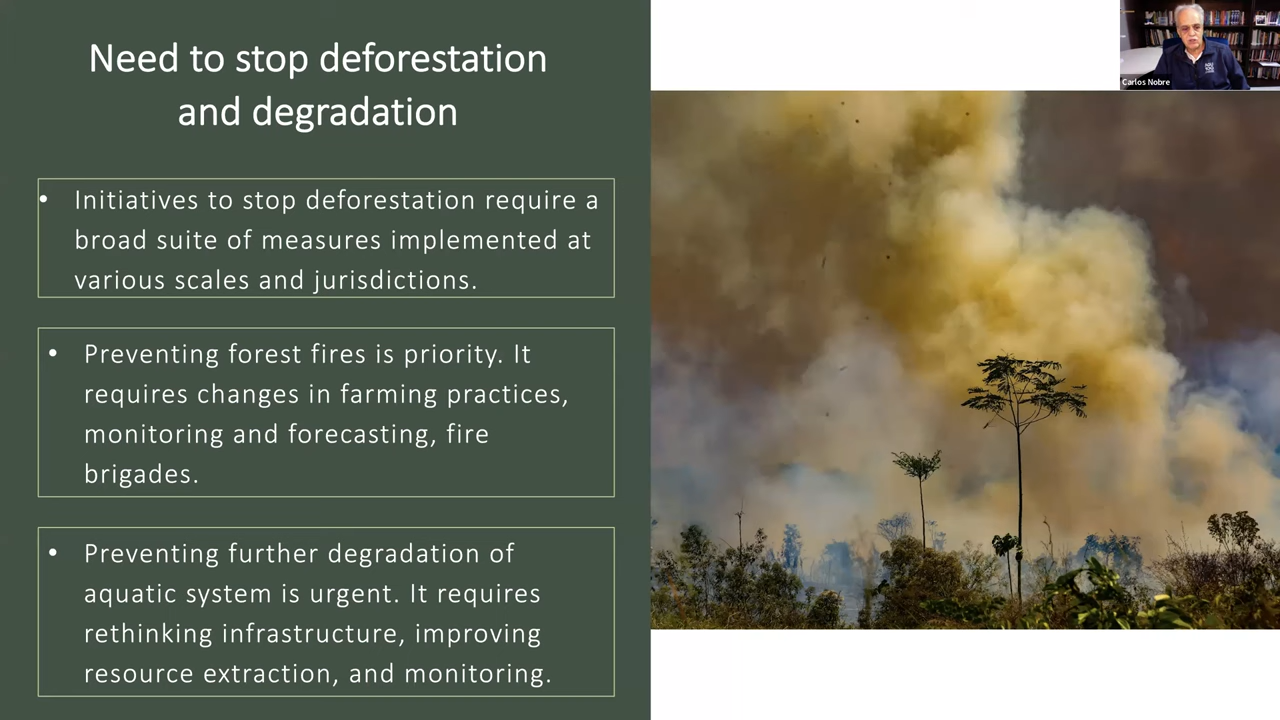 Need to stop deforestation
and degradation
• Initiatives to stop deforestation require a
broad suite of measures implemented at
various scales and jurisdictions.
• Preventing forest fires is priority. It
requires changes in farming practices,
monitoring and forecasting, fire
brigades.
• Preventing further degradation of
aquatic system is urgent. It requires
rethinking infrastructure, improving
resource extraction, and monitoring.
Carlos Nobre